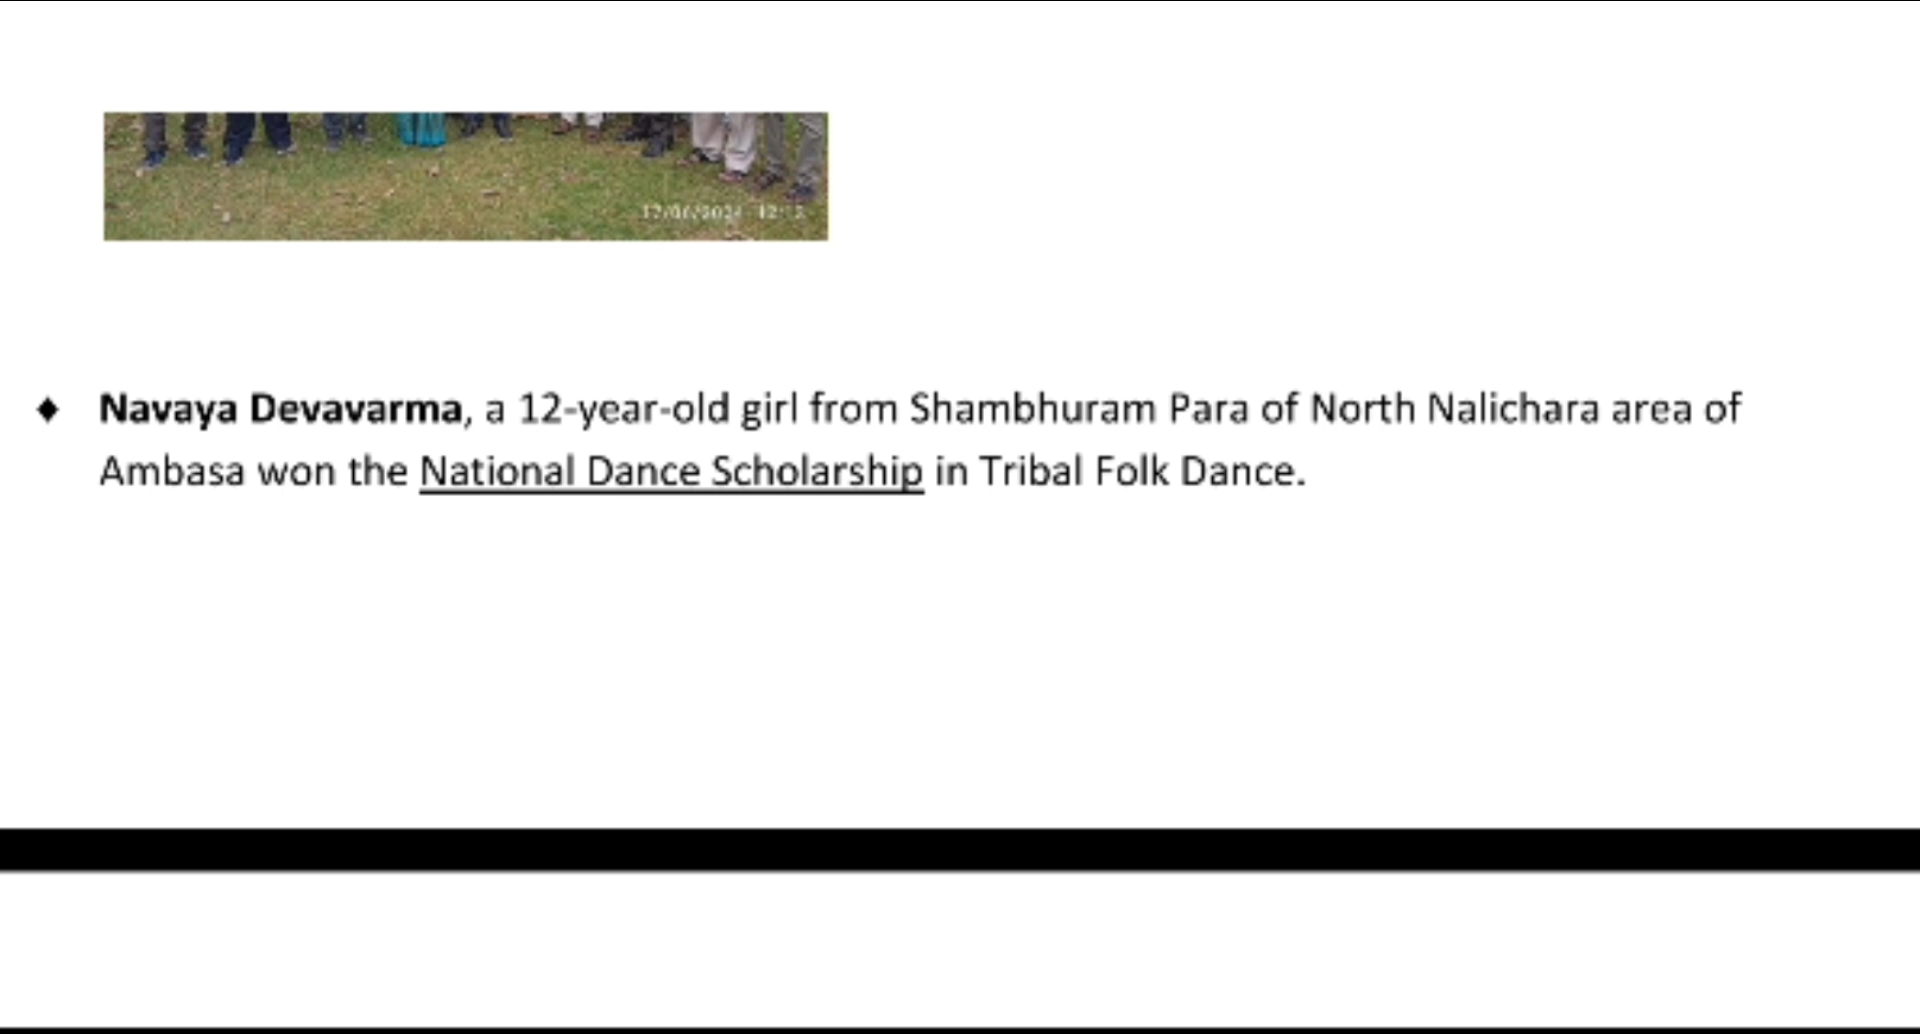 ♦ Navaya Devavarma, a 12-year-old girl from Shambhuram Para of North Nalichara area of
Ambasa won the National Dance Scholarship in Tribal Folk Dance.